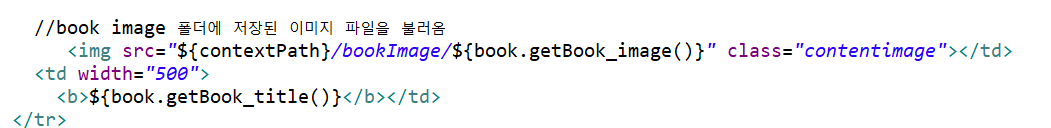 //book image 폴더에 저장된 이미지 파일을 불러옴
<img src="${contextPath}/bookImage/${book.getBook_image()}" class="contentimage"></td>
<td width="500">
<b>${book.getBook_title()}</b></td>
</tr>